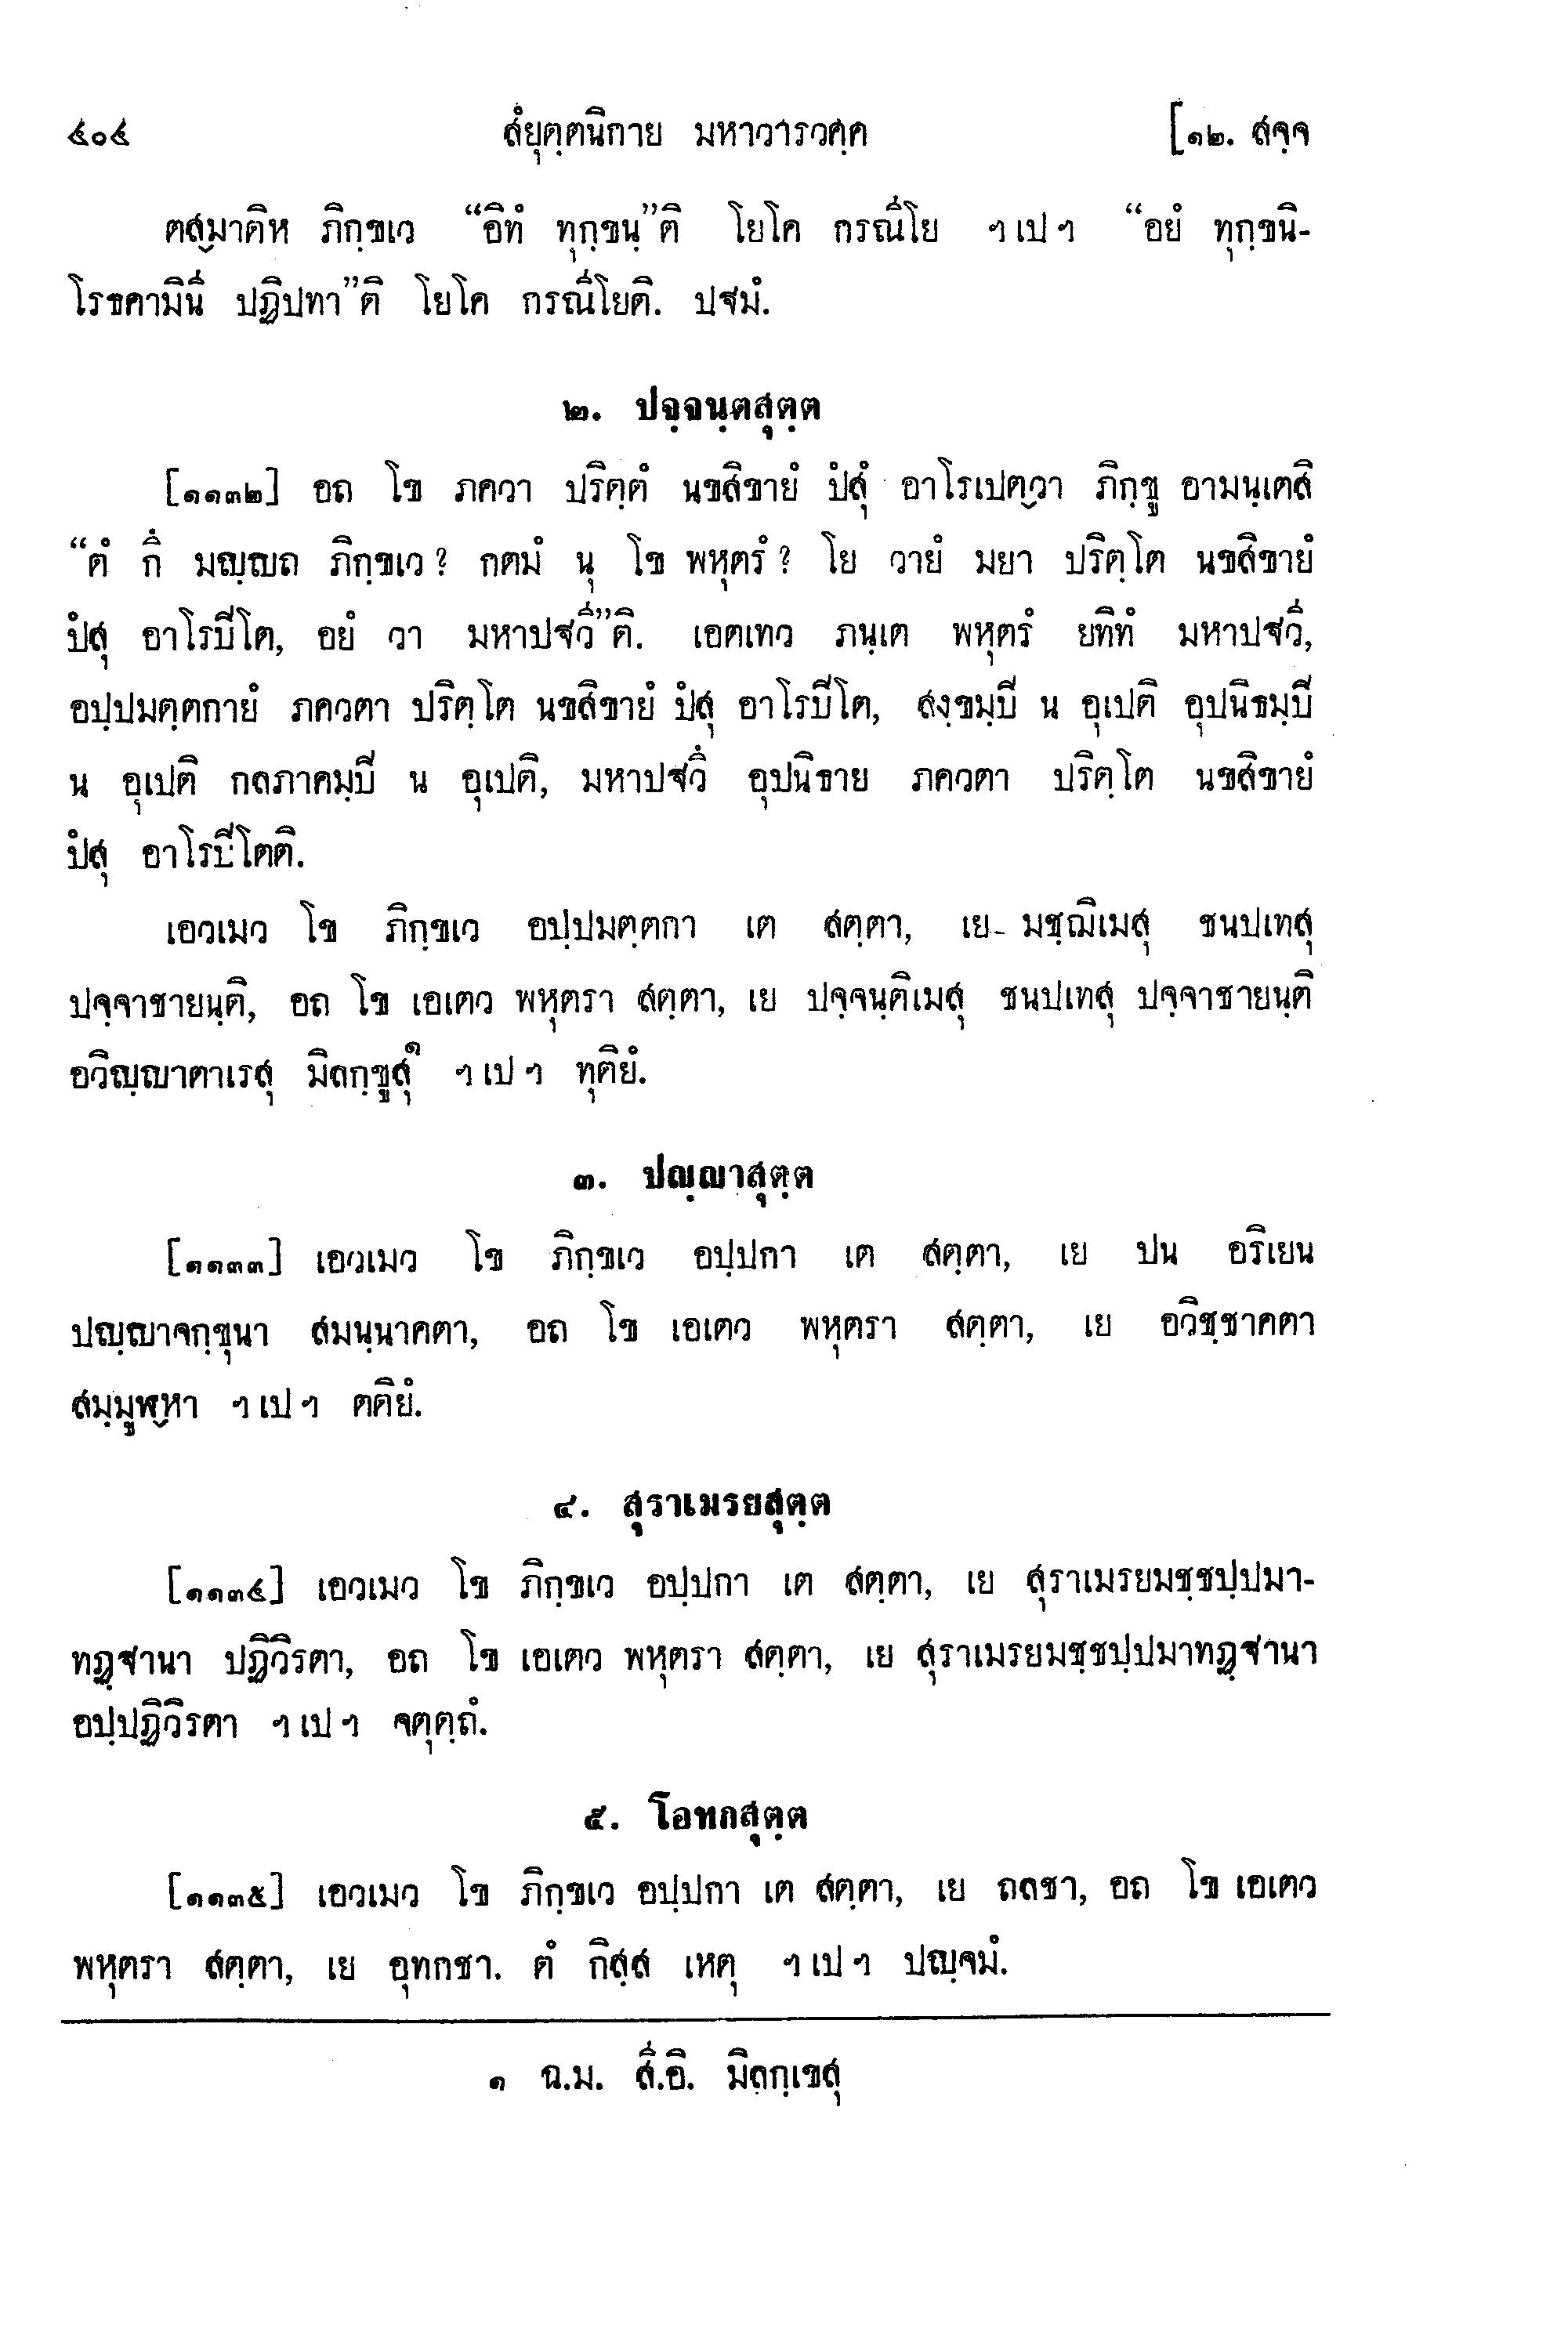 ๔๐๔ สํยุตฺตนิกาย มหาวารวคฺค [๑๒. สจฺจ
ตสฺมาติห ภิกฺขเว “อิทํ ทุกฺขนฺ”ติ โยโค กรณีโย ฯ เป ฯ “อยํ ทุกฺขนิ-
โรธคามินี ปฏิปทา”ติ โยโค กรณีโยติ. ปฐมํ.
๒. ปจฺจนฺตสุตฺต
[๑๑๓๒] อถ โข ภควา ปริตฺตํ นขสิขายํ ปํสุํ อาโรเปตฺวา ภิกฺขู อามนฺเตสิ
“ตํ กึ มญฺญถ ภิกฺขเว? กตมํ นุ โข พหุตรํ? โย วายํ มยา ปริตฺโต นขสิขายํ
ปํสุ อาโรปิโต, อยํ วา มหาปฐวี”ติ. เอตเทว ภนฺเต พหุตรํ ยทิทํ มหาปฐวี,
อปฺปมตฺตกายํ ภควตา ปริตฺโต นขสิขายํ ปํสุ อาโรปิโต, สงฺขมฺปิ น อุเปติ อุปนิธมฺปิ
น อุเปติ กลภาคมฺปิ น อุเปติ, มหาปฐวึ อุปนิธาย ภควตา ปริตฺโต นขสิขายํ
ปํสุ อาโรปิโตติ.
เอวเมว โข ภิกฺขเว อปฺปมตฺตกา เต สตฺตา, เย มชฺฌิเมสุ ชนปเทสุ
ปจฺจาชายนฺติ, อถ โข เอเตว พหุตรา สตฺตา, เย ปจฺจนฺติเมสุ ชนปเทสุ ปจฺจาชายนฺติ
อวิญฺญาตาเรสุ มิลกฺขูสุ๑ ฯ เป ฯ ทุติยํ.
๓. ปญฺญาสุตฺต
[๑๑๓๓] เอวเมว โข ภิกฺขเว อปฺปกา เต สตฺตา, เย ปน อริเยน
ปญฺญาจกฺขุนา สมนฺนาคตา, อถ โข เอเตว พหุตรา สตฺตา, เย อวิชฺชาคตา
สมฺมูฬฺหา ฯ เป ฯ ตติยํ.
๔. สุราเมรยสุตฺต
[๑๑๓๔] เอวเมว โข ภิกฺขเว อปฺปกา เต สตฺตา, เย สุราเมรยมชฺชปฺปมา-
ทฏฺฐานา ปฏิวิรตา, อถ โข เอเตว พหุตรา สตฺตา, เย สุราเมรยมชฺชปฺปมาทฏฺฐานา
อปฺปฏิวิรตา ฯ เป ฯ จตุตฺถํ.
๕. โอทกสุตฺต
[๑๑๓๕] เอวเมว โข ภิกฺขเว อปฺปกา เต สตฺตา, เย ถลชา, อถ โข เอเตว
พหุตรา สตฺตา, เย อุทกชา. ตํ กิสฺส เหตุ ฯ เป ฯ ปญฺจมํ.
๑ ฉ.ม. สี.อิ. มิลกฺเขสุ